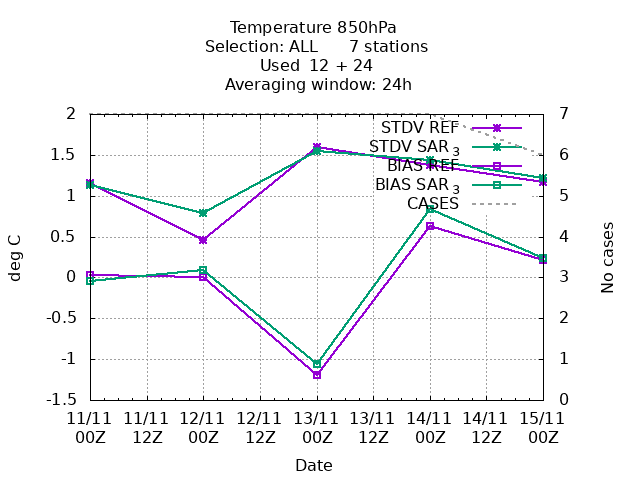 Temperature 850hPa
Selection: ALL 7 stations
Used 12 + 24
Averaging window: 24h
2
1.5
1
0.5
0
-0.5
-1
-1.5
deg C
7
6
5
4
3
2
1
0
No cases
STDV REF
STDV SAR 3
BIAS REF
BIAS SAR 3
CASES
11/11 00Z
11/11 12Z
12/11 00Z
12/11 12Z
13/11 00Z
13/11 12Z
14/11 00Z
14/11 12Z
15/11 00Z
Date